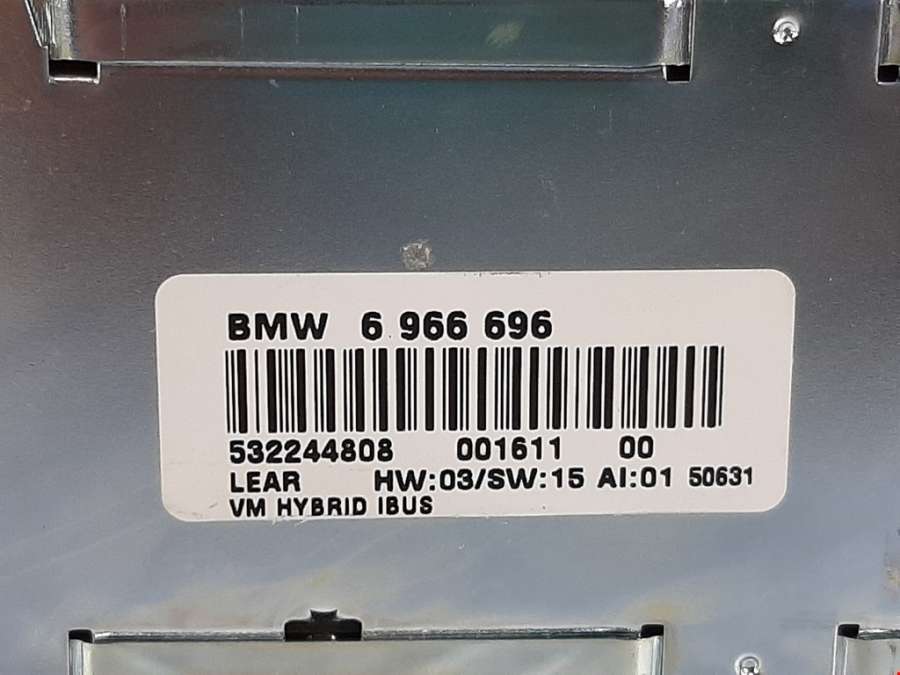 BMW 6 966 696
532244808 001611 00
LEAR HW:03/SW:15 AI:01 50631
VM HYBRID IBUS